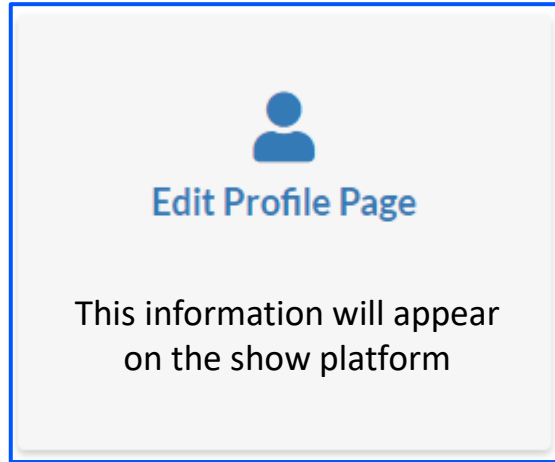 Edit Profile Page
This information will appear
on the show platform